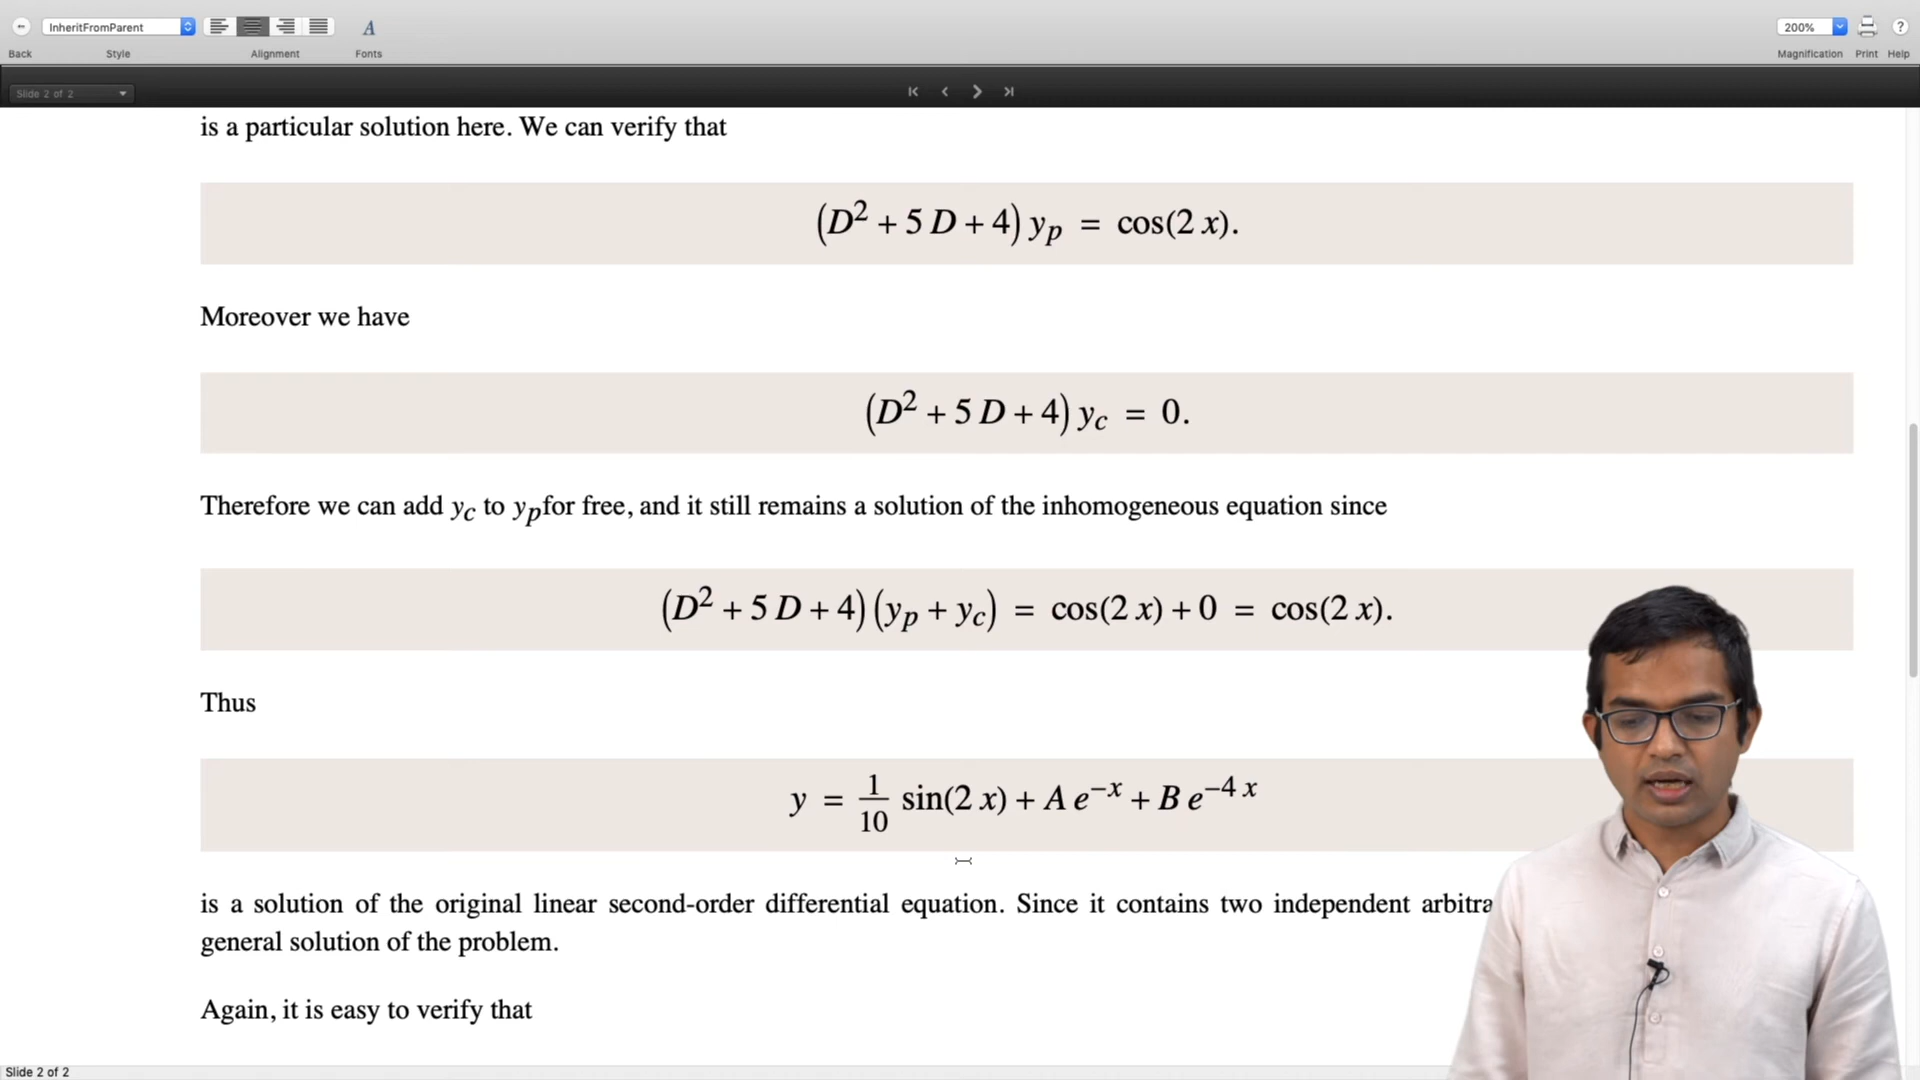 InheritFromParent
200%
Back
Style
Alignment
A
Fonts
Magnification
Print
?
Help
Slide 2 of 2
is a particular solution here. We can verify that
(D² + 5 D + 4) yₚ = cos(2 x).
Moreover we have
(D² + 5 D + 4) y_c = 0.
Therefore we can add y_c to yₚfor free, and it still remains a solution of the inhomogeneous equation since
(D² + 5 D + 4) (yₚ + y_c) = cos(2 x) + 0 = cos(2 x).
Thus
y = 1/10 sin(2 x) + A e^{-x} + B e^{-4 x}
is a solution of the original linear second-order differential equation. Since it contains two independent arbitra
general solution of the problem.
Again, it is easy to verify that
Slide 2 of 2